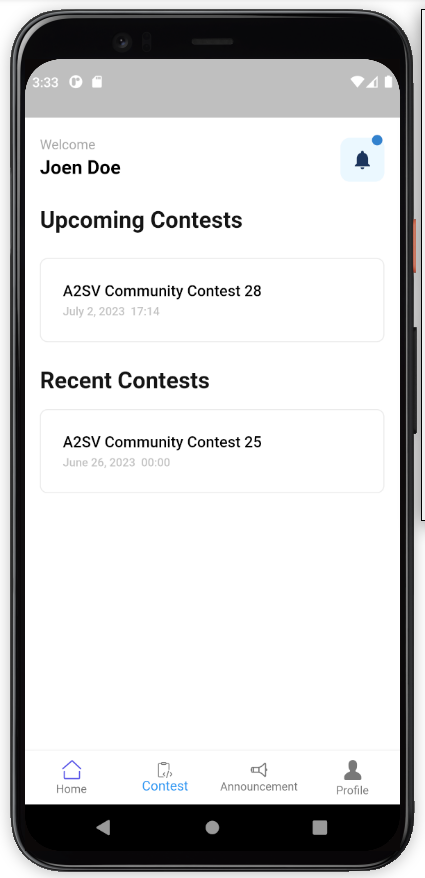 3:33
Welcome
Joen Doe
Upcoming Contests
A2SV Community Contest 28
July 2, 2023 17:14
Recent Contests
A2SV Community Contest 25
June 26, 2023 00:00
Home
Contest
Announcement
Profile